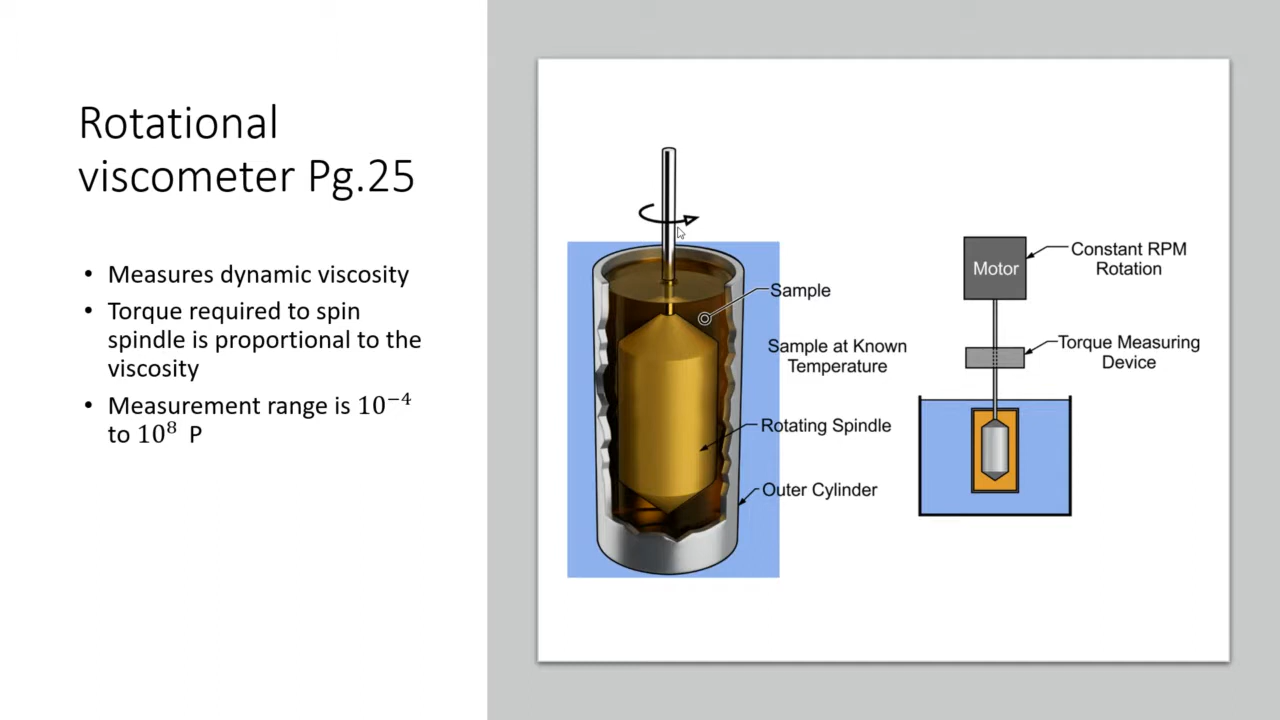 Rotational
viscometer Pg.25
• Measures dynamic viscosity
• Torque required to spin
spindle is proportional to the
viscosity
• Measurement range is 10⁻⁴
to 10⁸ P
Sample
Sample at Known
Temperature
Rotating Spindle
Outer Cylinder
Motor
Constant RPM
Rotation
Torque Measuring
Device